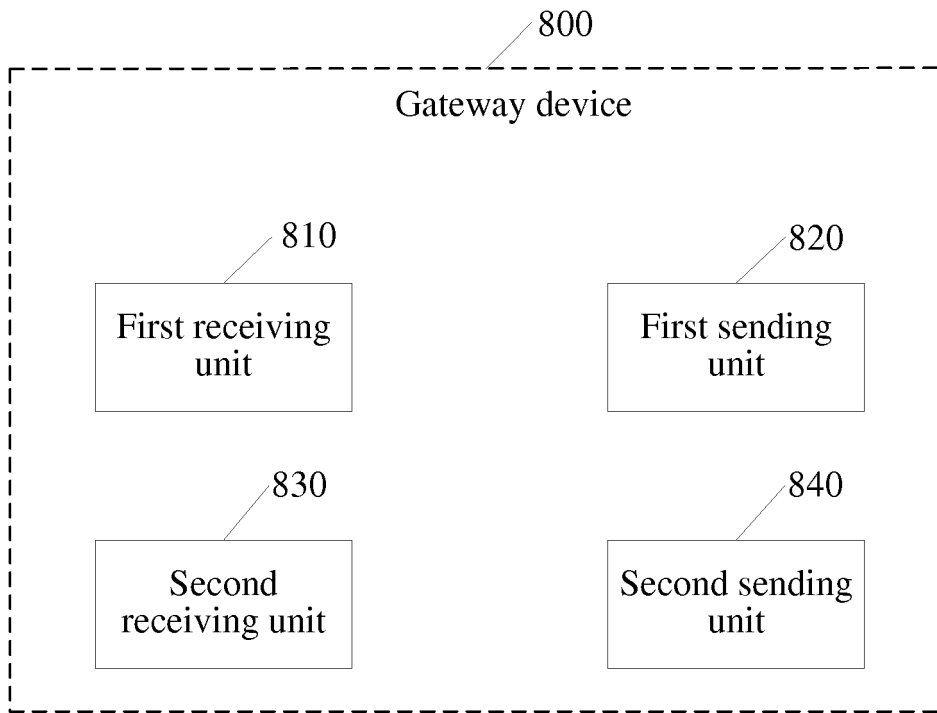 800
Gateway device
810
820
First receiving
unit
First sending
unit
830
840
Second
receiving unit
Second sending
unit